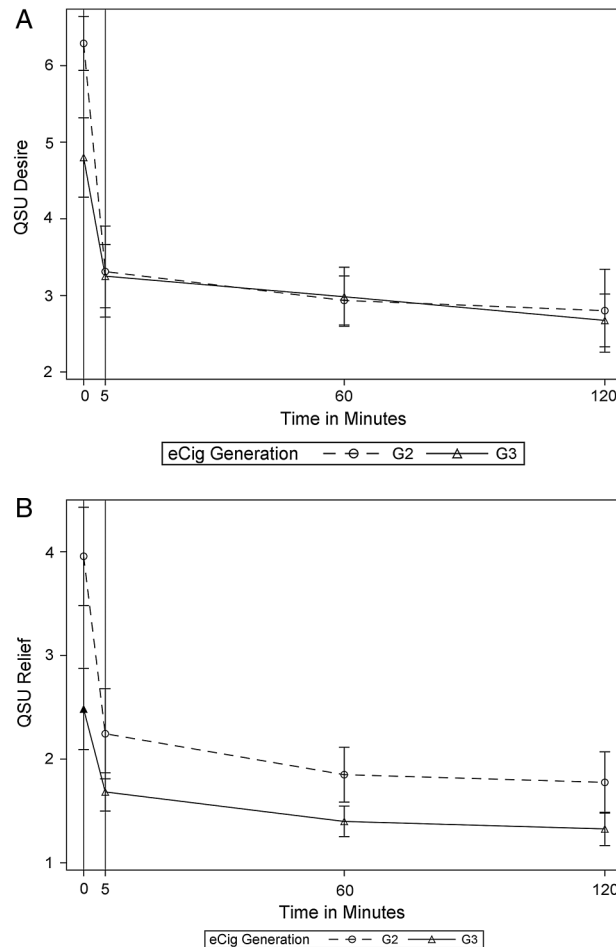 A
QSU Desire
6
5
4
3
2
0 5 60 120
Time in Minutes
eCig Generation G2 G3
B
QSU Relief
4
3
2
1
0 5 60 120
Time in Minutes
eCig Generation G2 G3